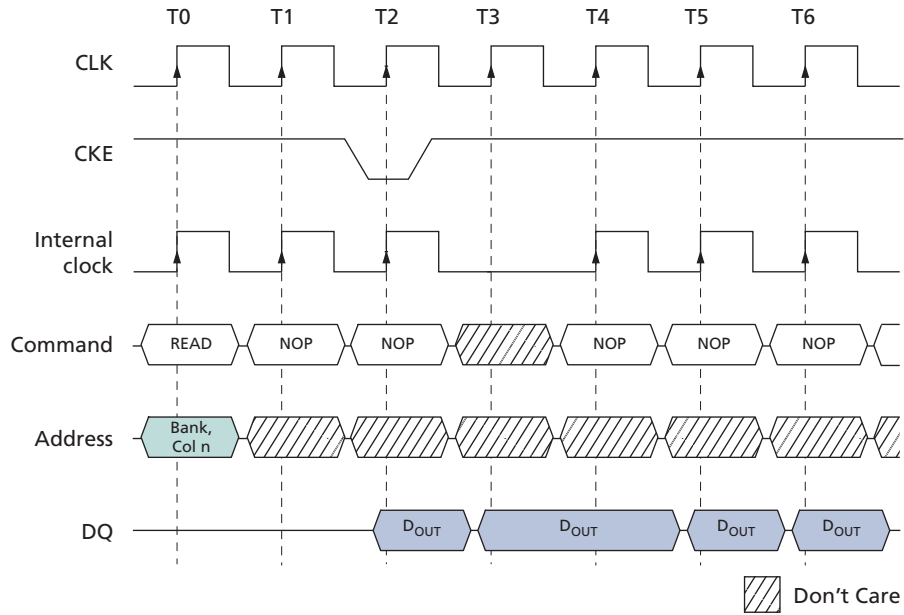 T0 T1 T2 T3 T4 T5 T6
CLK
CKE
Internal
clock
Command READ NOP NOP NOP NOP NOP
Address Bank,
Col n
DQ DOUT DOUT DOUT DOUT
Don't Care